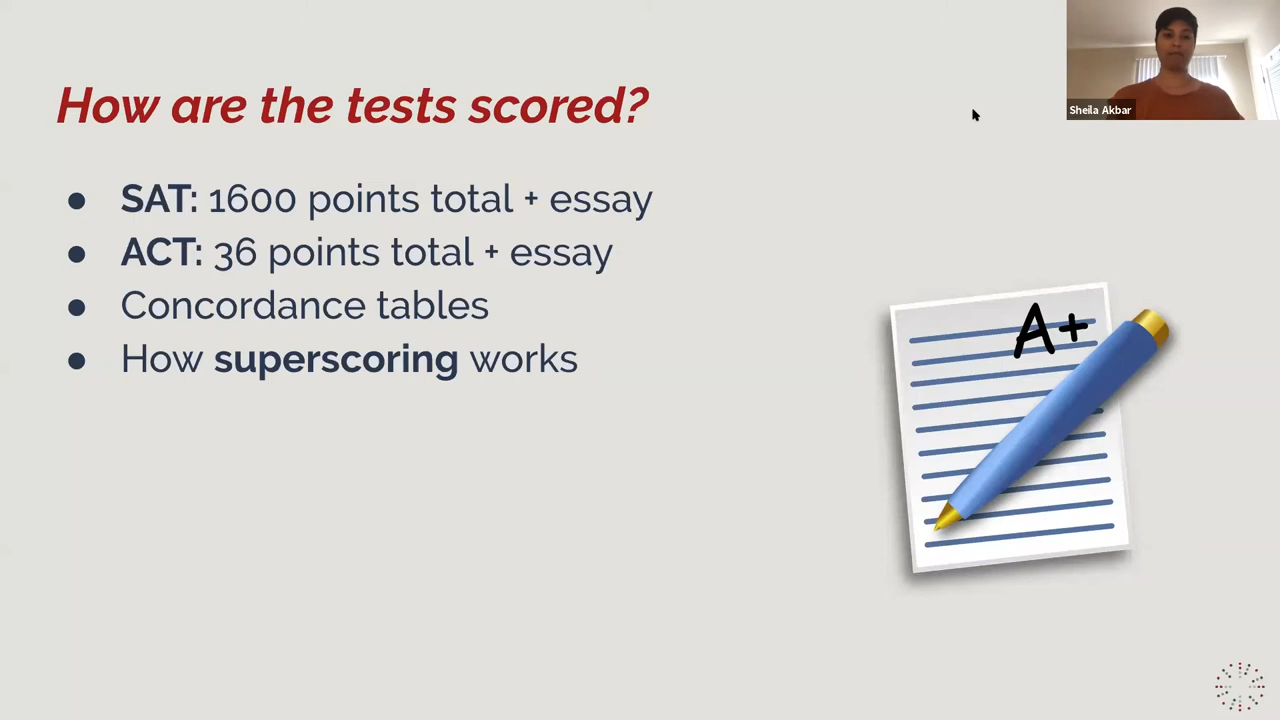 How are the tests scored?
● SAT: 1600 points total + essay
● ACT: 36 points total + essay
● Concordance tables
● How superscoring works
A+
Sheila Akbar